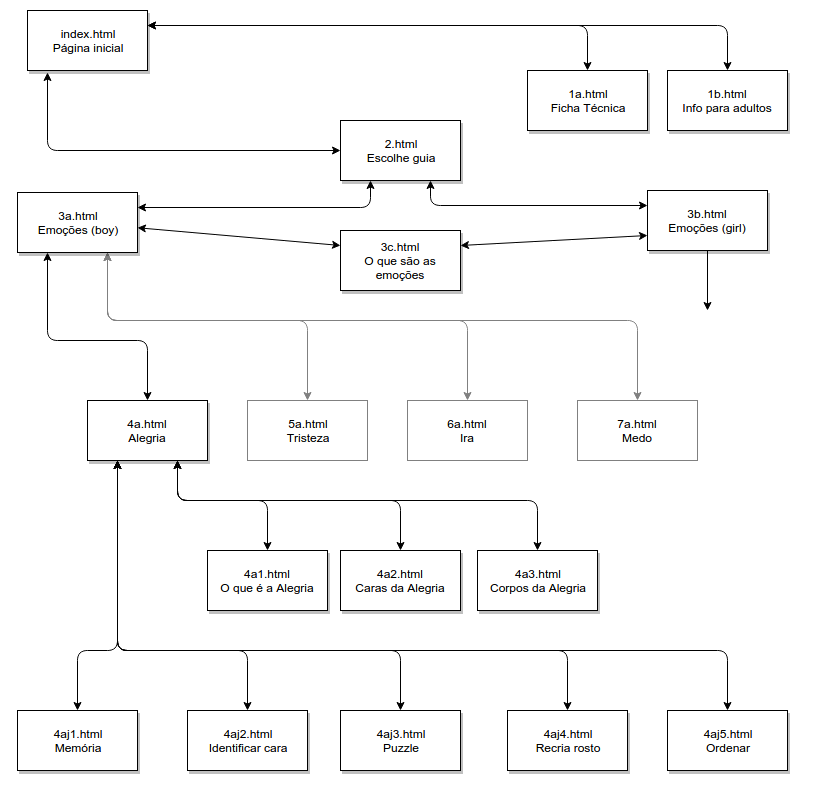 index.html
Página inicial
1a.html
Ficha Técnica
1b.html
Info para adultos
2.html
Escolhe guia
3a.html
Emoções (boy)
3b.html
Emoções (girl)
3c.html
O que são as
emoções
4a.html
Alegria
5a.html
Tristeza
6a.html
Ira
7a.html
Medo
4a1.html
O que é a Alegria
4a2.html
Caras da Alegria
4a3.html
Corpos da Alegria
4aj1.html
Memória
4aj2.html
Identificar cara
4aj3.html
Puzzle
4aj4.html
Recria rosto
4aj5.html
Ordenar